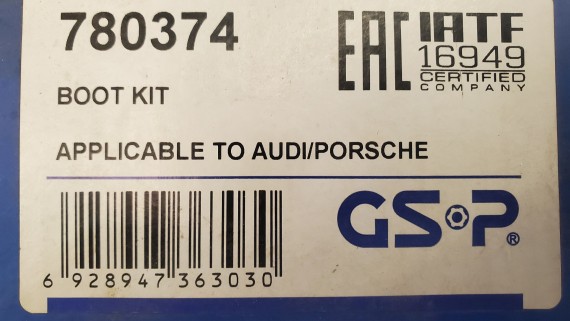 780374
EAC
IATF
16949
CERTIFIED
COMPANY
BOOT KIT
APPLICABLE TO AUDI/PORSCHE
GSP®
6 928947 363030